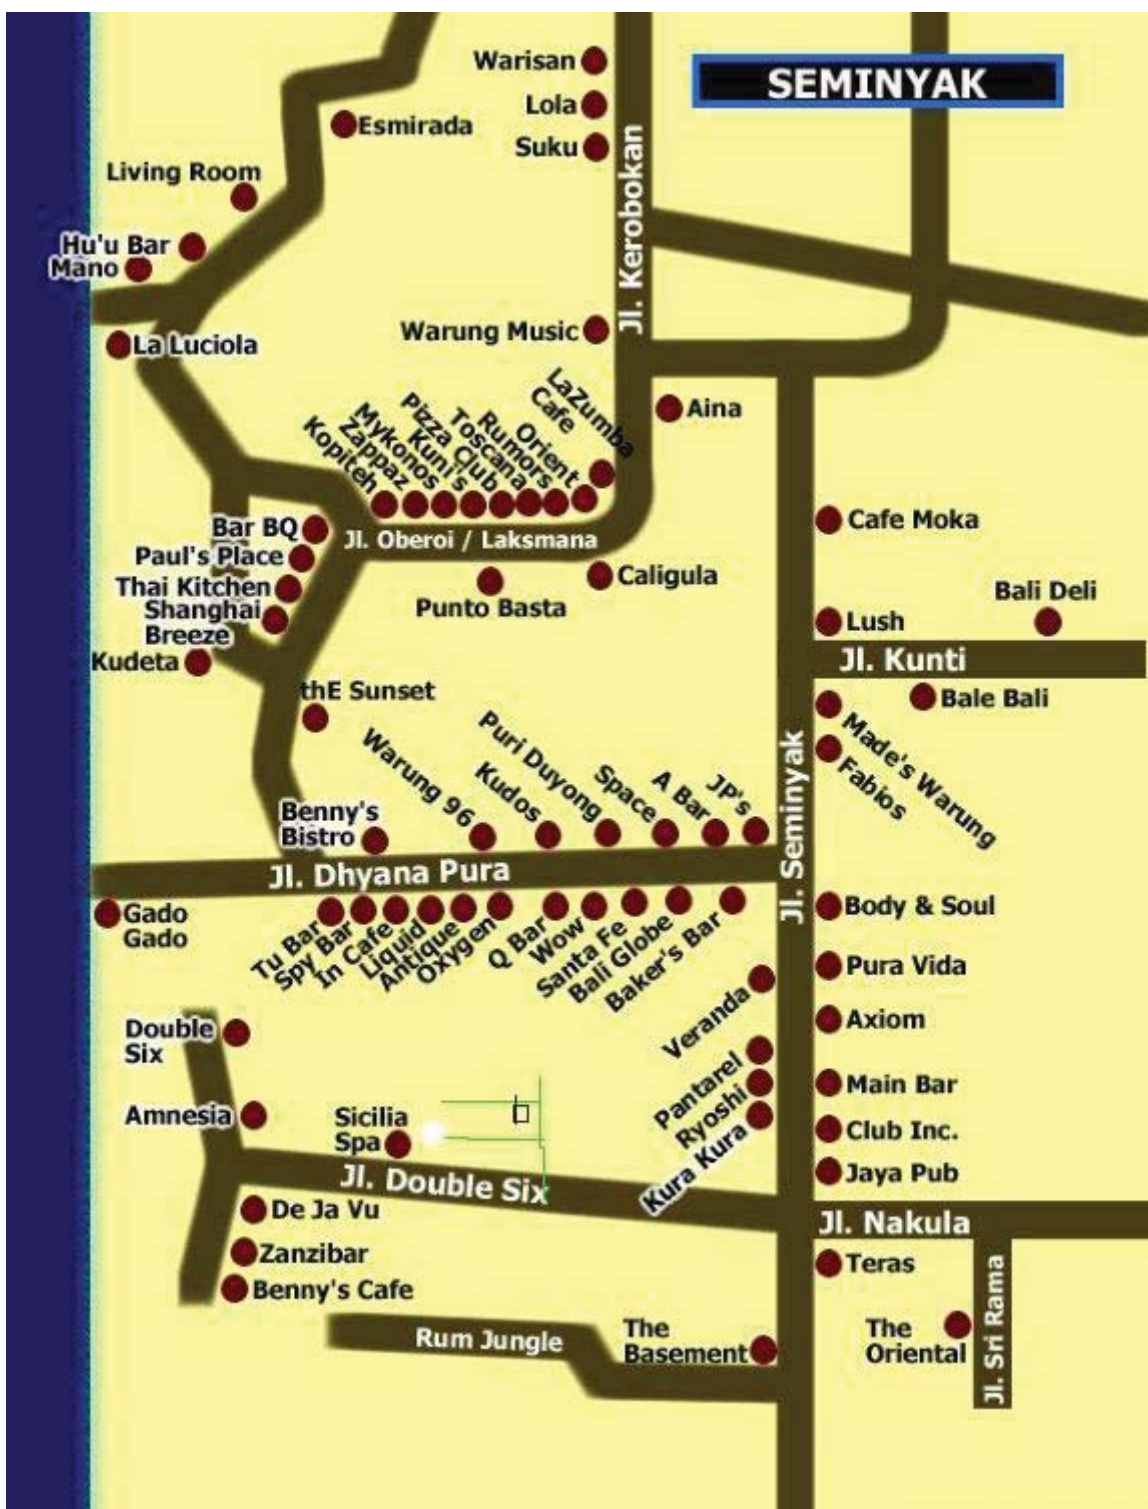 SEMINYAK
Warisan
Lola
Suku
Esmirada
Living Room
Hu'u Bar
Mano
La Luciola
Jl. Kerobokan
Warung Music
LaZumba
Cafe
Aina
Kopiteh
Zappaz
Mykonos
Kuni's
Pizza Club
Toscana
Rumors
Orient
Jl. Oberoi / Laksmana
Bar BQ
Paul's Place
Thai Kitchen
Shanghai
Breeze
Kudeta
Punto Basta
Caligula
Cafe Moka
Lush
Bali Deli
Jl. Kunti
Bale Bali
Made's Warung
Fabios
thE Sunset
Benny's
Bistro
Warung 96
Kudos
Puri Duyong
Space
A Bar
JP's
Jl. Seminyak
Jl. Dhyana Pura
Gado
Gado
Tu Bar
Spy Bar
In Cafe
Liquid
Antique
Oxygen
Q Bar
Wow
Santa Fe
Bali Globe
Baker's Bar
Body & Soul
Pura Vida
Axiom
Main Bar
Club Inc.
Jaya Pub
Veranda
Pantarel
Ryoshi
Kura Kura
Double
Six
Amnesia
Sicilia
Spa
Jl. Double Six
Jl. Nakula
De Ja Vu
Zanzibar
Benny's Cafe
Rum Jungle
The
Basement
Teras
The
Oriental
Jl. Sri Rama